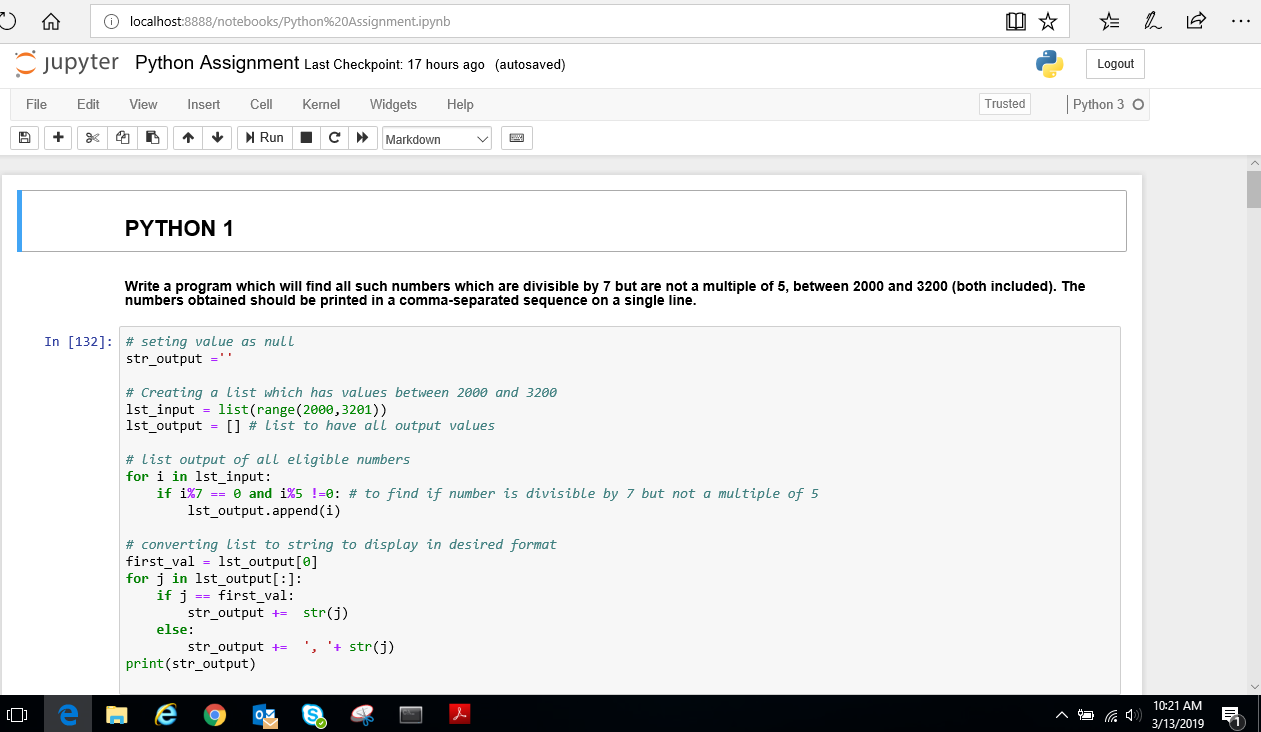 localhost:8888/notebooks/Python%20Assignment.ipynb
jupyter Python Assignment Last Checkpoint: 17 hours ago (autosaved)
Logout
File Edit View Insert Cell Kernel Widgets Help
Trusted
Python 3
Run
Markdown
PYTHON 1
Write a program which will find all such numbers which are divisible by 7 but are not a multiple of 5, between 2000 and 3200 (both included). The
numbers obtained should be printed in a comma-separated sequence on a single line.
In [132]:
# seting value as null
str_output =''
# Creating a list which has values between 2000 and 3200
lst_input = list(range(2000,3201))
lst_output = [] # list to have all output values
# list output of all eligible numbers
for i in lst_input:
    if i%7 == 0 and i%5 !=0: # to find if number is divisible by 7 but not a multiple of 5
        lst_output.append(i)
# converting list to string to display in desired format
first_val = lst_output[0]
for j in lst_output[:]:
    if j == first_val:
        str_output +=  str(j)
    else:
        str_output +=  ', '+ str(j)
print(str_output)
10:21 AM
3/13/2019
1